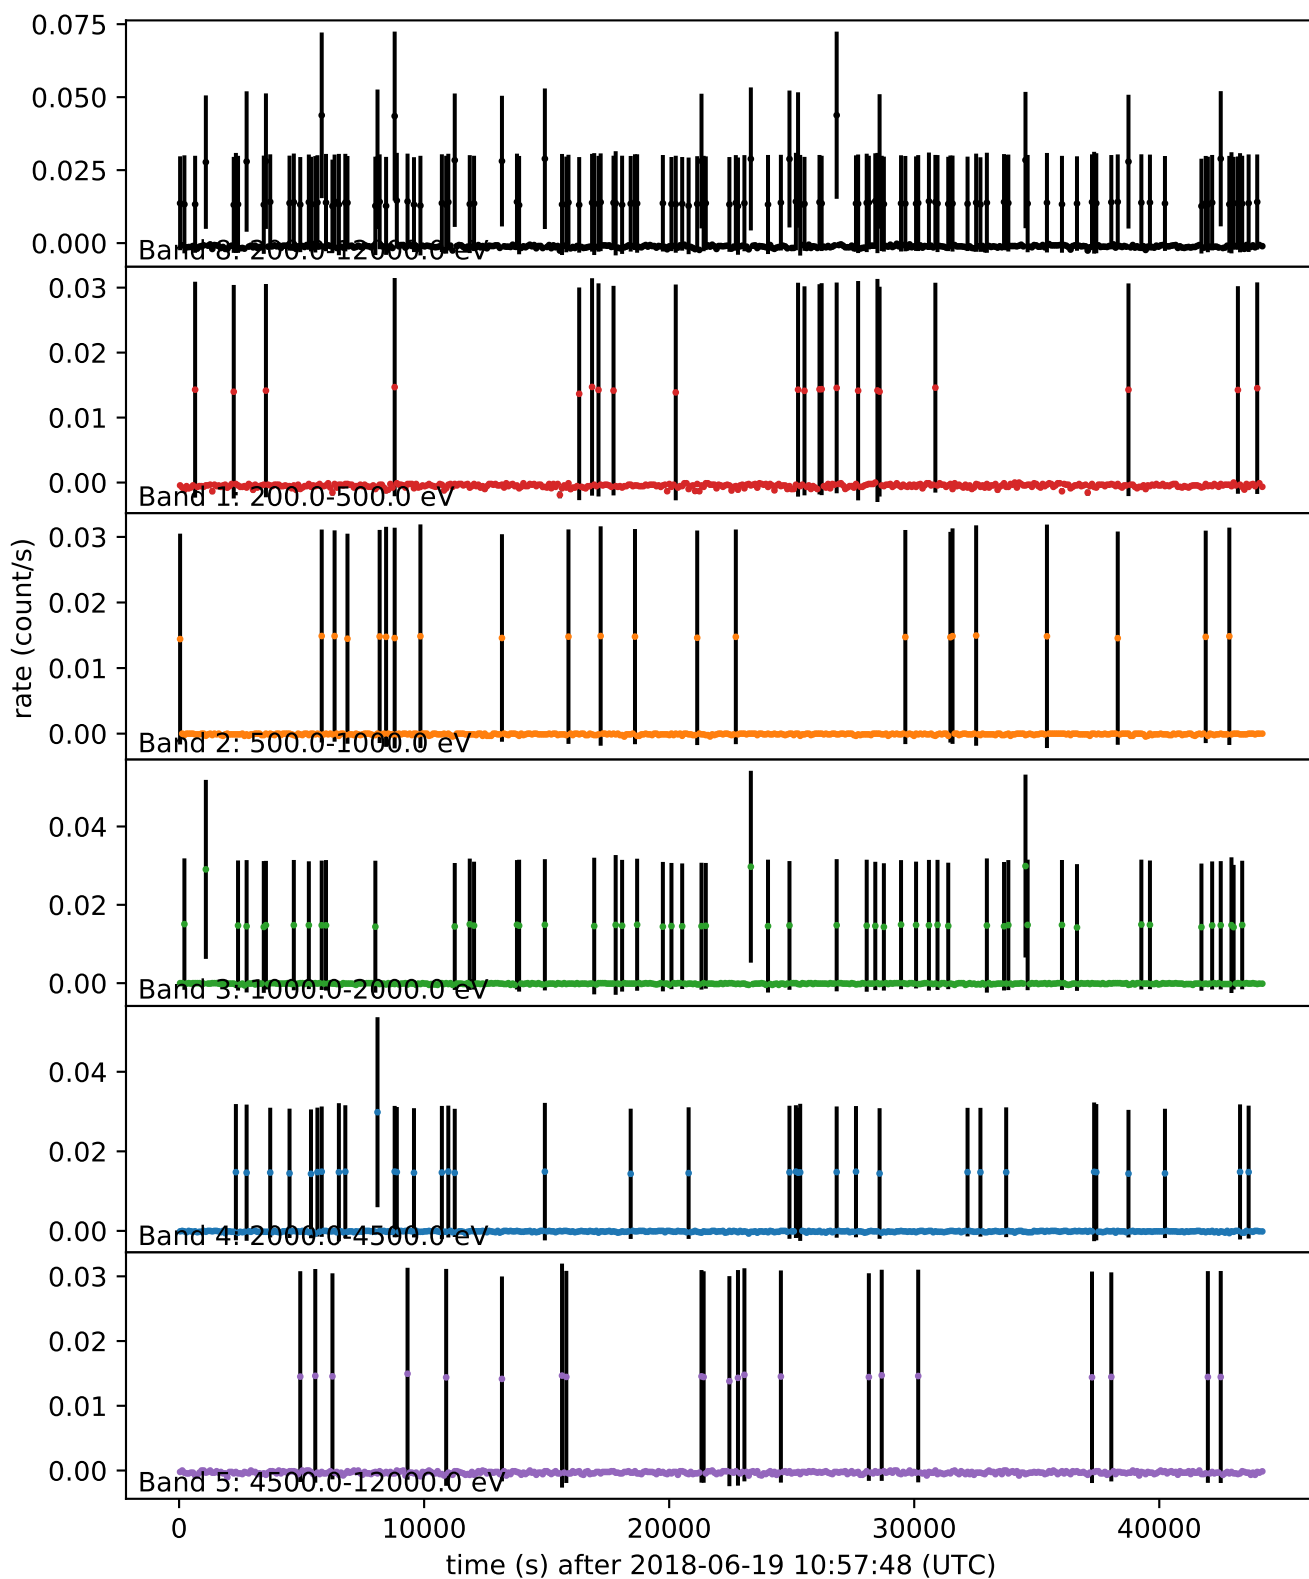 0.075
0.050
0.025
0.000
Band 8: 200.0-12000.0 eV
0.03
0.02
0.01
0.00
Band 1: 200.0-500.0 eV
0.03
0.02
0.01
0.00
Band 2: 500.0-1000.0 eV
rate (count/s)
0.04
0.02
0.00
Band 3: 1000.0-2000.0 eV
0.04
0.02
0.00
Band 4: 2000.0-4500.0 eV
0.03
0.02
0.01
0.00
Band 5: 4500.0-12000.0 eV
0 10000 20000 30000 40000
time (s) after 2018-06-19 10:57:48 (UTC)